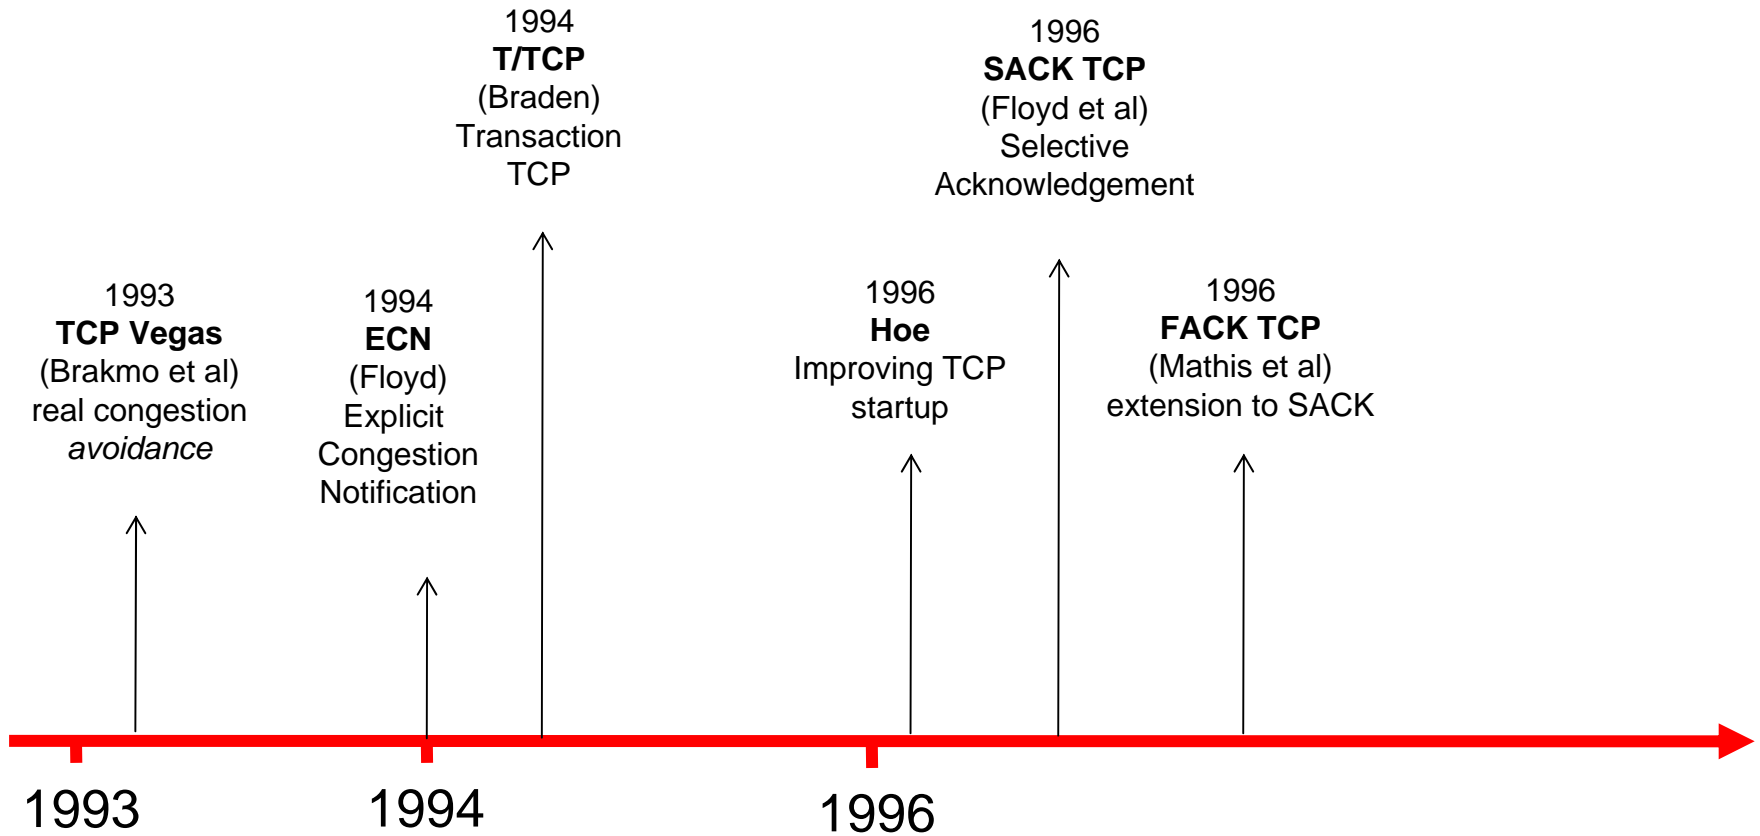 1993
TCP Vegas
(Brakmo et al)
real congestion
avoidance
1994
ECN
(Floyd)
Explicit
Congestion
Notification
1994
T/TCP
(Braden)
Transaction
TCP
1996
Hoe
Improving TCP
startup
1996
SACK TCP
(Floyd et al)
Selective
Acknowledgement
1996
FACK TCP
(Mathis et al)
extension to SACK
1993
1994
1996